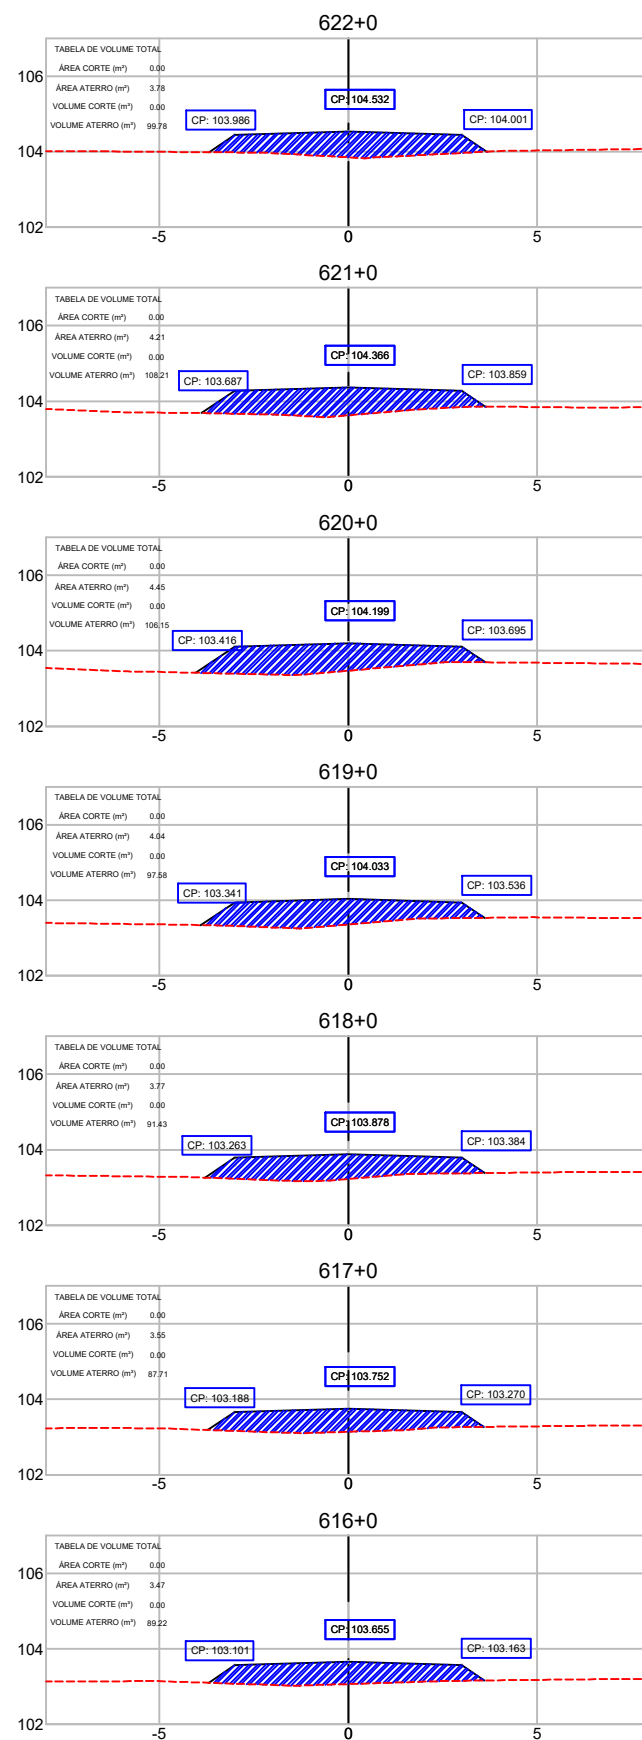 622+0
TABELA DE VOLUME TOTAL
ÁREA CORTE (m²) 0.00
ÁREA ATERRO (m²) 3.78
VOLUME CORTE (m³) 0.00
VOLUME ATERRO (m³) 99.78
CP: 103.986
CP: 104.532
CP: 104.001
106
104
102
-5 0 5
621+0
TABELA DE VOLUME TOTAL
ÁREA CORTE (m²) 0.00
ÁREA ATERRO (m²) 4.21
VOLUME CORTE (m³) 0.00
VOLUME ATERRO (m³) 108.21
CP: 103.687
CP: 104.366
CP: 103.859
106
104
102
-5 0 5
620+0
TABELA DE VOLUME TOTAL
ÁREA CORTE (m²) 0.00
ÁREA ATERRO (m²) 4.45
VOLUME CORTE (m³) 0.00
VOLUME ATERRO (m³) 106.15
CP: 103.416
CP: 104.199
CP: 103.695
106
104
102
-5 0 5
619+0
TABELA DE VOLUME TOTAL
ÁREA CORTE (m²) 0.00
ÁREA ATERRO (m²) 4.04
VOLUME CORTE (m³) 0.00
VOLUME ATERRO (m³) 97.58
CP: 103.341
CP: 104.033
CP: 103.536
106
104
102
-5 0 5
618+0
TABELA DE VOLUME TOTAL
ÁREA CORTE (m²) 0.00
ÁREA ATERRO (m²) 3.77
VOLUME CORTE (m³) 0.00
VOLUME ATERRO (m³) 91.43
CP: 103.263
CP: 103.878
CP: 103.384
106
104
102
-5 0 5
617+0
TABELA DE VOLUME TOTAL
ÁREA CORTE (m²) 0.00
ÁREA ATERRO (m²) 3.55
VOLUME CORTE (m³) 0.00
VOLUME ATERRO (m³) 87.71
CP: 103.188
CP: 103.752
CP: 103.270
106
104
102
-5 0 5
616+0
TABELA DE VOLUME TOTAL
ÁREA CORTE (m²) 0.00
ÁREA ATERRO (m²) 3.47
VOLUME CORTE (m³) 0.00
VOLUME ATERRO (m³) 89.22
CP: 103.101
CP: 103.655
CP: 103.163
106
104
102
-5 0 5